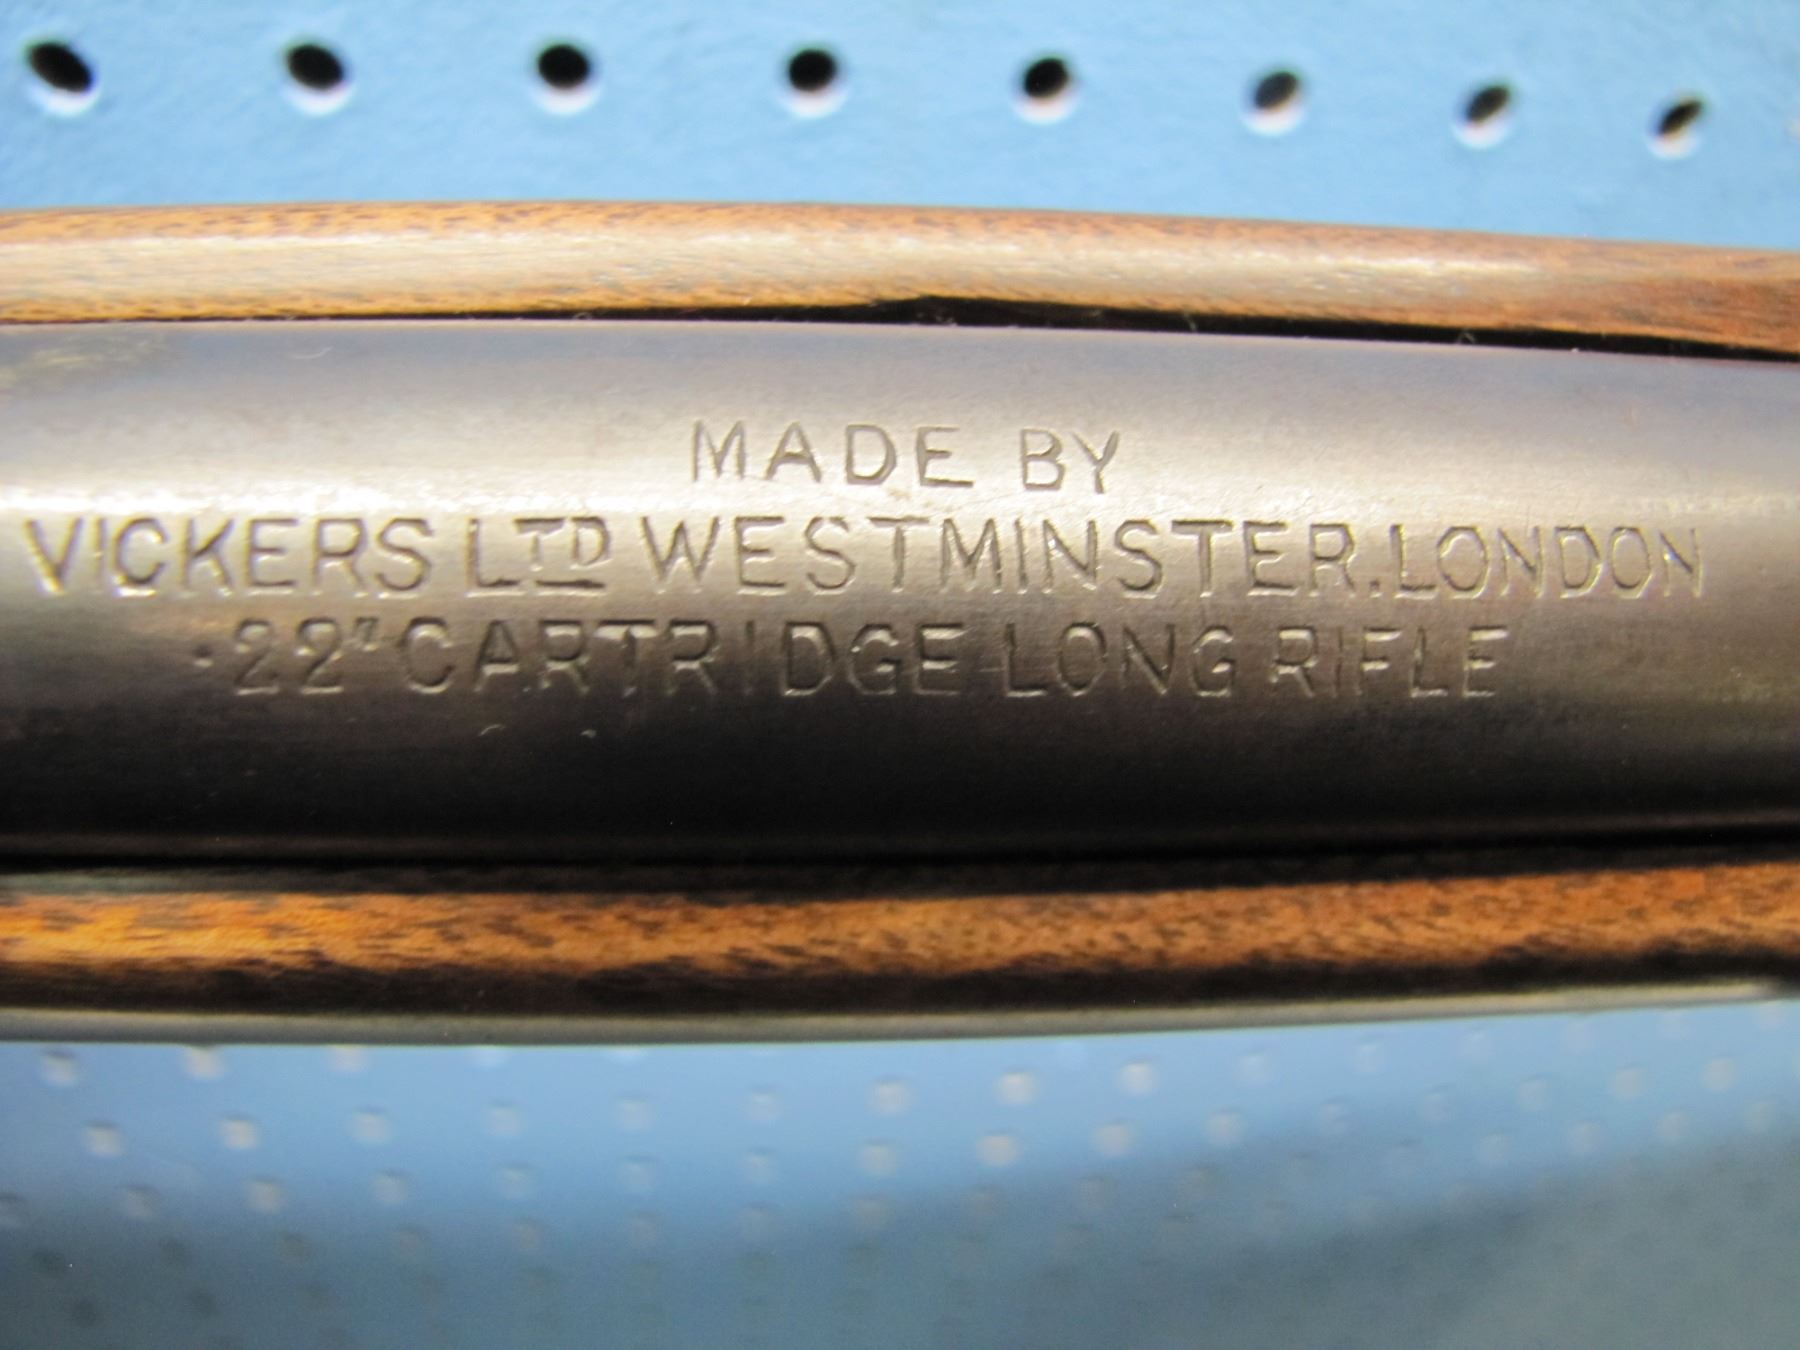 MADE BY
VICKERS LTD WESTMINSTER.LONDON
·22" CARTRIDGE LONG RIFLE